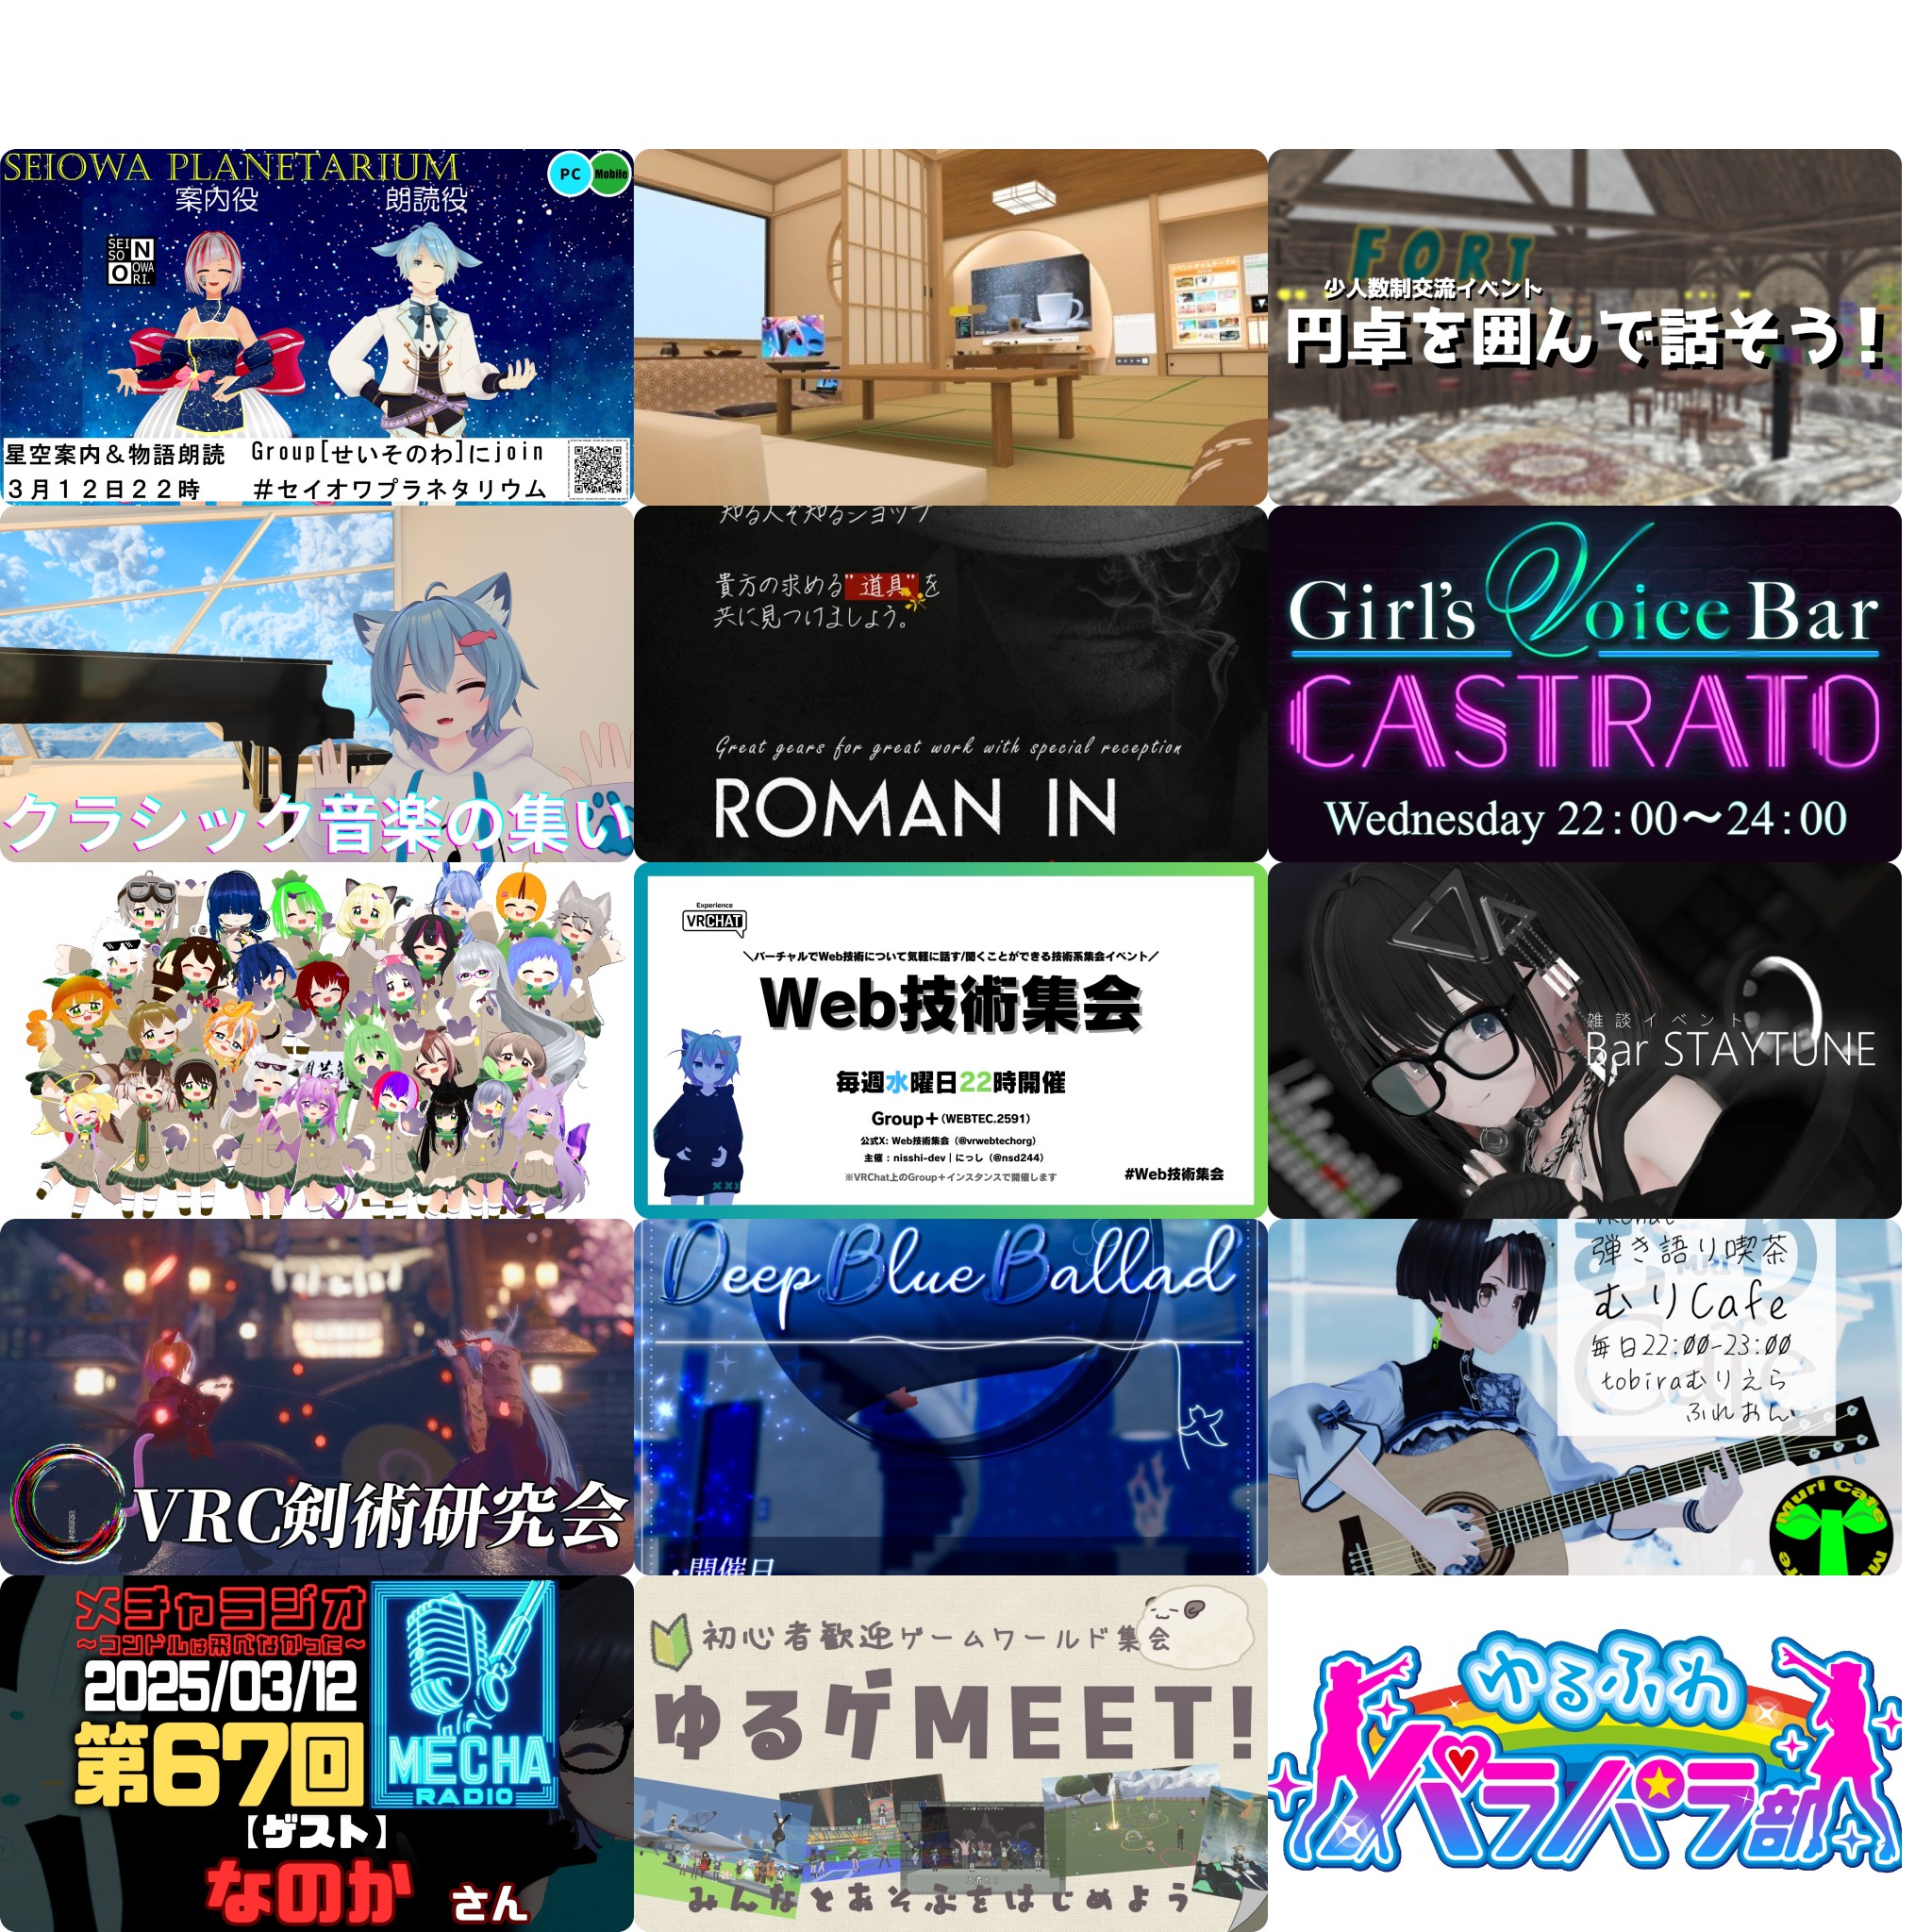 SEIOWA PLANETARIUM
PC
Mobile
案内役
朗読役
SEI
SO
N
O
OWA
RI.
星空案内&物語朗読
Group[せいそのわ]にjoin
3月12日22時
#セイオワプラネタリウム
FORT
少人数制交流イベント
円卓を囲んで話そう!
クラシック音楽の集い
知る人ぞ知るショップ
貴方の求める"道具"を
共に見つけましょう。
Great gears for great work with special reception
ROMAN IN
Girl's Voice Bar
CASTRATO
Wednesday 22:00〜24:00
Experience
VRCHAT
\バーチャルでWeb技術について気軽に話す/聞くことができる技術系集会イベント/
Web技術集会
毎週水曜日22時開催
Group+(WEBTEC.2591)
公式X: Web技術集会(@vrwebtechorg)
主催:nisshi-dev|にっし(@nsd244)
※VRChat上のGroup+インスタンスで開催します
#Web技術集会
雑談イベント
Bar STAYTUNE
VRC剣術研究会
Deep Blue Ballad
・開催日
VRChat
弾き語り喫茶
むりCafe
毎日22:00-23:00
tobiraむりえら
ふれおん
Muri Cafe
メチャラジオ
~コンドルは飛べなかった~
2025/03/12
第67回
【ゲスト】
なのか さん
MECHA
RADIO
初心者歓迎ゲームワールド集会
ゆるゲMEET!
みんなとあそぶをはじめよう
ゆるふわ
パラパラ部